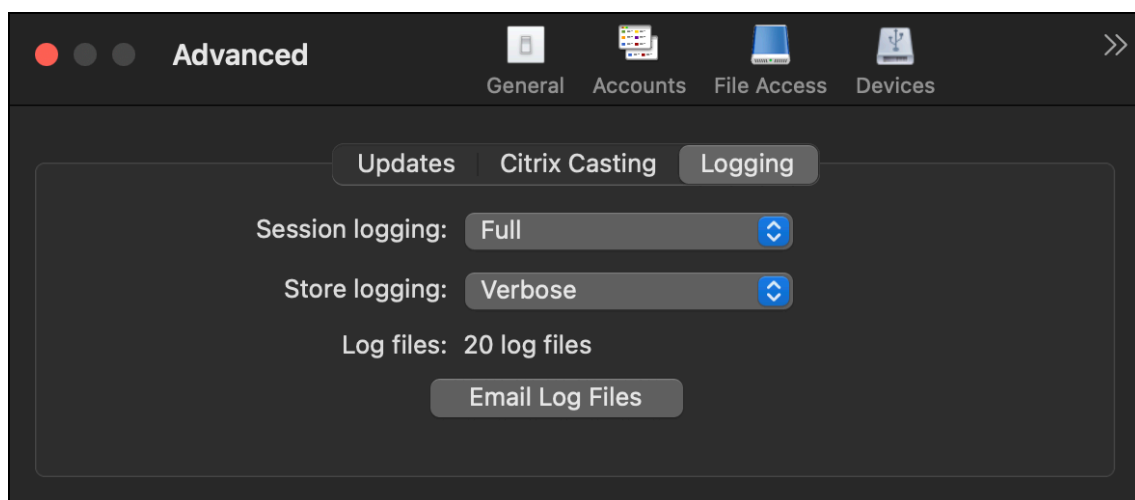 Advanced
General Accounts File Access Devices
Updates Citrix Casting Logging
Session logging: Full
Store logging: Verbose
Log files: 20 log files
Email Log Files